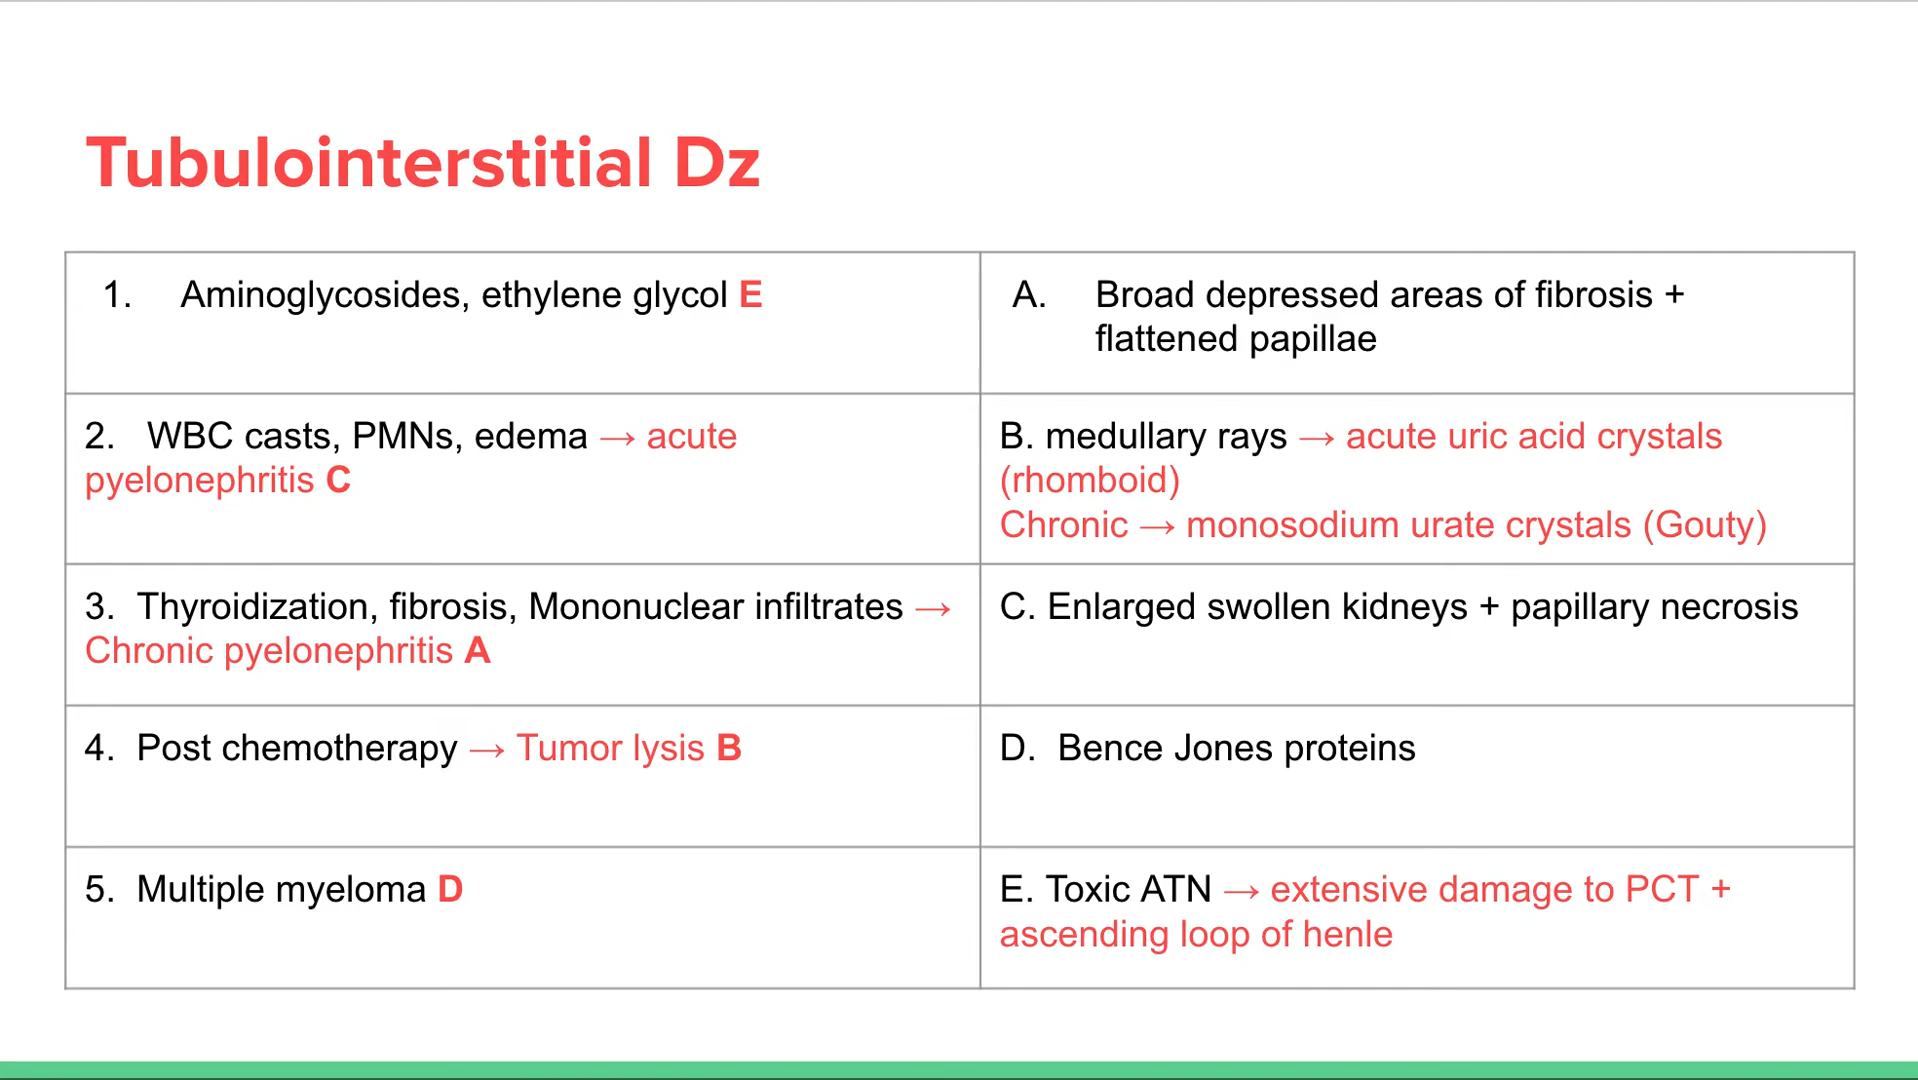 Tubulointerstitial Dz
1. Aminoglycosides, ethylene glycol E
A. Broad depressed areas of fibrosis +
flattened papillae
2. WBC casts, PMNs, edema → acute
pyelonephritis C
B. medullary rays → acute uric acid crystals
(rhomboid)
Chronic → monosodium urate crystals (Gouty)
3. Thyroidization, fibrosis, Mononuclear infiltrates →
Chronic pyelonephritis A
C. Enlarged swollen kidneys + papillary necrosis
4. Post chemotherapy → Tumor lysis B
D. Bence Jones proteins
5. Multiple myeloma D
E. Toxic ATN → extensive damage to PCT +
ascending loop of henle